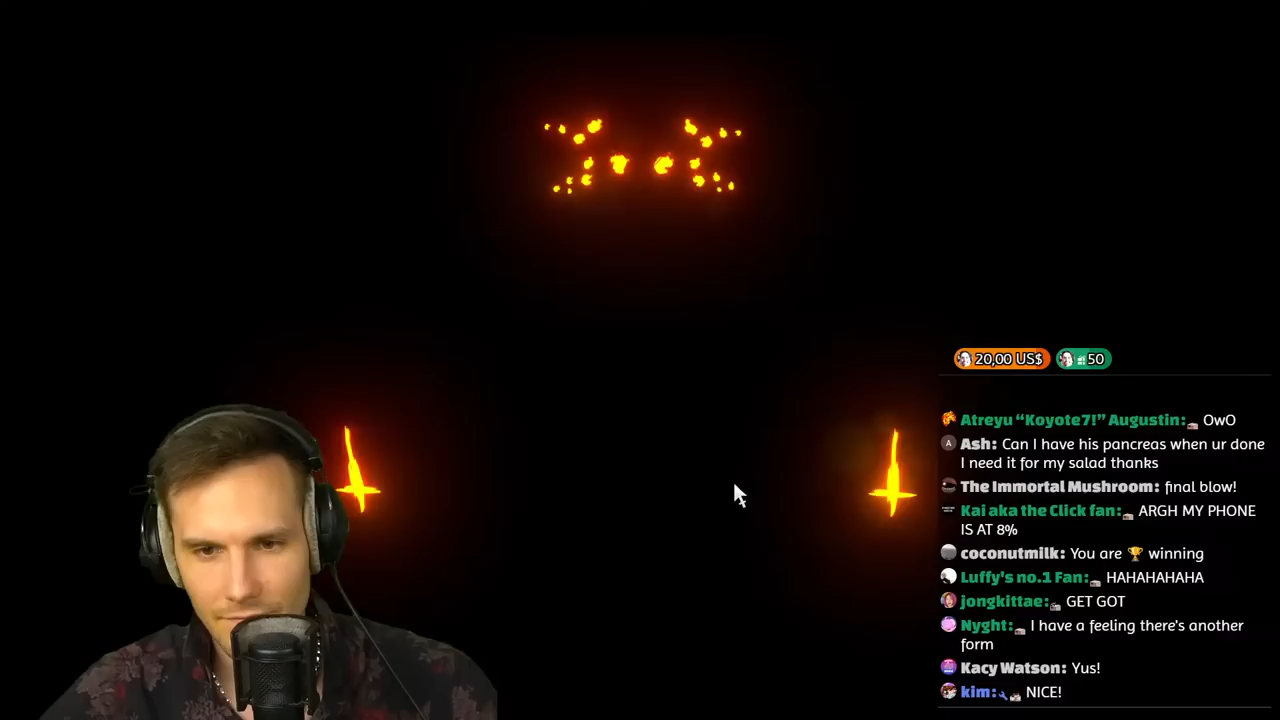 20,00 US$ 50
Atreyu “Koyote7!” Augustin: OwO
Ash: Can I have his pancreas when ur done
I need it for my salad thanks
The Immortal Mushroom: final blow!
Kai aka the Click fan: ARGH MY PHONE
IS AT 8%
coconutmilk: You are 🏆 winning
Luffy's no.1 Fan: HAHAHAHAHA
jongkittae: GET GOT
Nyght: I have a feeling there's another
form
Kacy Watson: Yus!
kim: NICE!